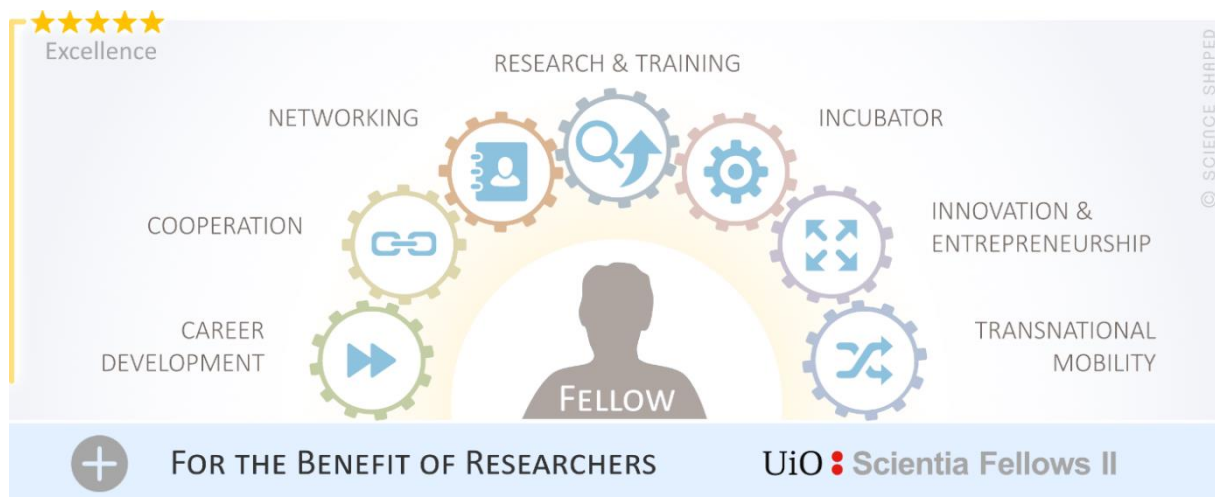 Excellence
RESEARCH & TRAINING
NETWORKING
INCUBATOR
COOPERATION
INNOVATION &
ENTREPRENEURSHIP
CAREER
DEVELOPMENT
TRANSNATIONAL
MOBILITY
FELLOW
© SCIENCE SHAPED
FOR THE BENEFIT OF RESEARCHERS
UiO : Scientia Fellows II